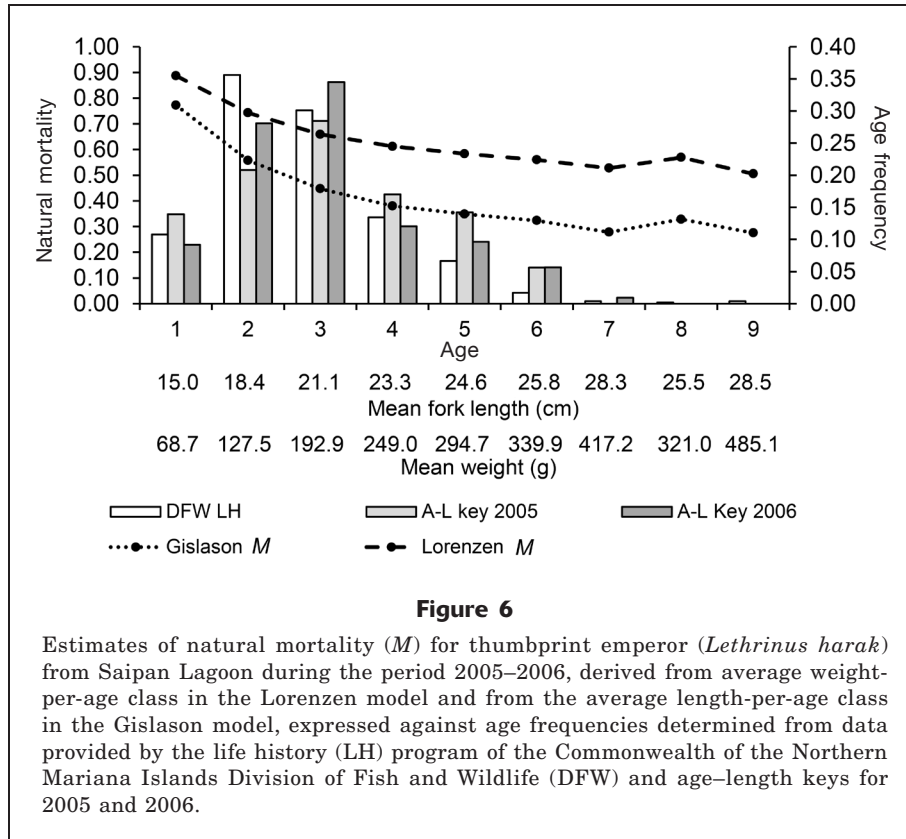 1.00
0.90
0.80
0.70
0.60
0.50
0.40
0.30
0.20
0.10
0.00
Natural mortality
0.40
0.35
0.30
0.25
0.20
0.15
0.10
0.05
0.00
Age frequency
1 2 3 4 5 6 7 8 9
Age
15.0 18.4 21.1 23.3 24.6 25.8 28.3 25.5 28.5
Mean fork length (cm)
68.7 127.5 192.9 249.0 294.7 339.9 417.2 321.0 485.1
Mean weight (g)
DFW LH A-L key 2005 A-L Key 2006
Gislason M Lorenzen M
Figure 6
Estimates of natural mortality (M) for thumbprint emperor (Lethrinus harak)
from Saipan Lagoon during the period 2005–2006, derived from average weight-
per-age class in the Lorenzen model and from the average length-per-age class
in the Gislason model, expressed against age frequencies determined from data
provided by the life history (LH) program of the Commonwealth of the Northern
Mariana Islands Division of Fish and Wildlife (DFW) and age–length keys for
2005 and 2006.